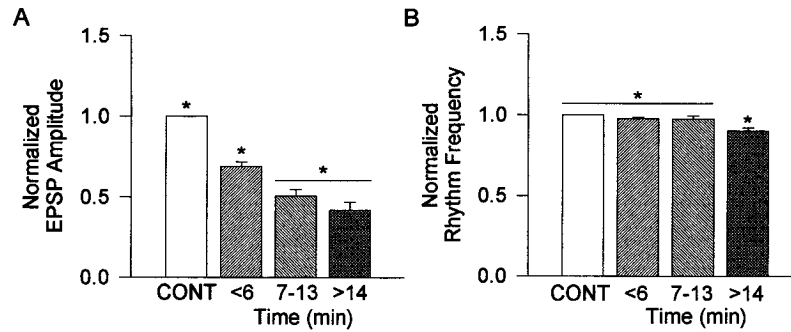 A
Normalized
EPSP Amplitude
1.5
1.0
0.5
0.0
*
*
*
CONT <6 7-13 >14
Time (min)
B
Normalized
Rhythm Frequency
1.5
1.0
0.5
0.0
*
*
CONT <6 7-13 >14
Time (min)